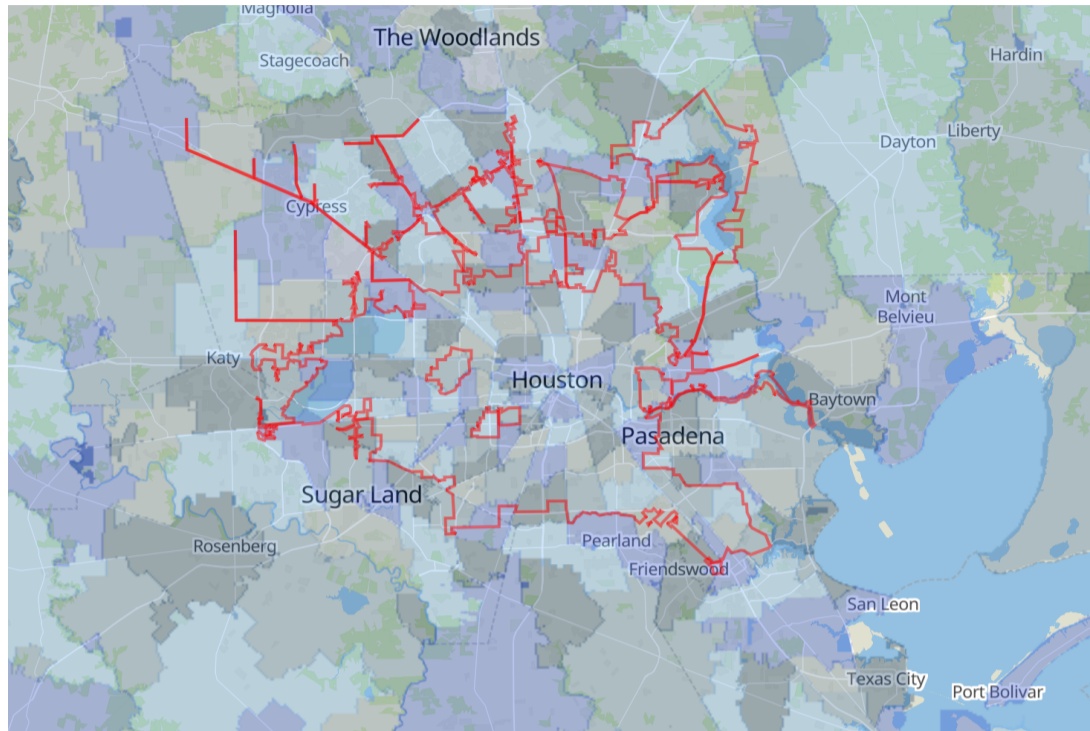 Magnolia
The Woodlands
Stagecoach
Hardin
Liberty
Dayton
Cypress
Mont
Belvieu
Katy
Houston
Baytown
Pasadena
Sugar Land
Pearland
Rosenberg
Friendswood
San Leon
Texas City
Port Bolivar